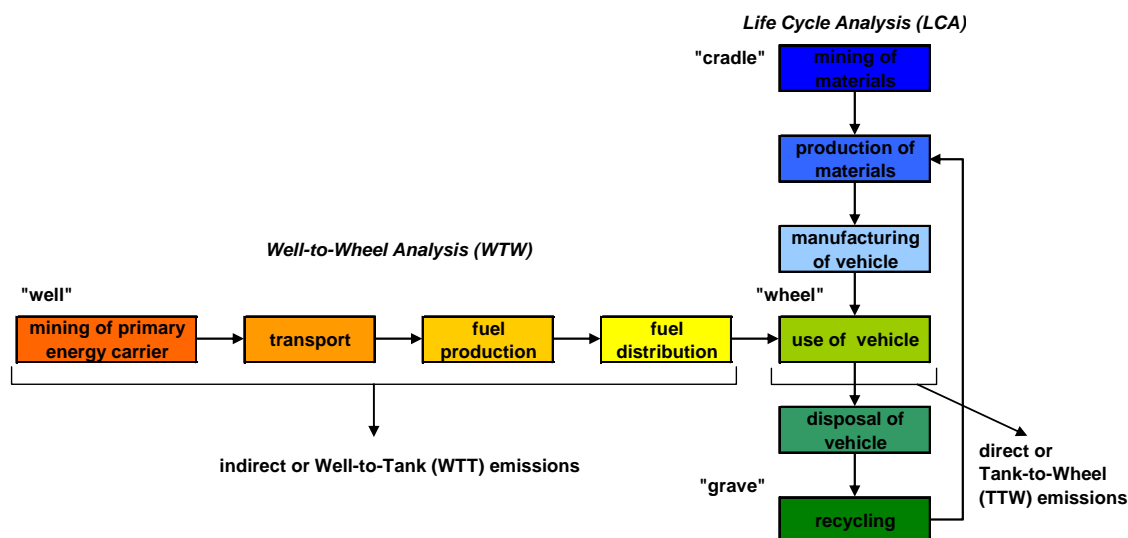 Life Cycle Analysis (LCA)
"cradle"
mining of
materials
production of
materials
manufacturing
of vehicle
Well-to-Wheel Analysis (WTW)
"well"
"wheel"
mining of primary
energy carrier
transport
fuel
production
fuel
distribution
use of  vehicle
disposal of
vehicle
indirect or Well-to-Tank (WTT) emissions
direct or
Tank-to-Wheel
(TTW) emissions
"grave"
recycling